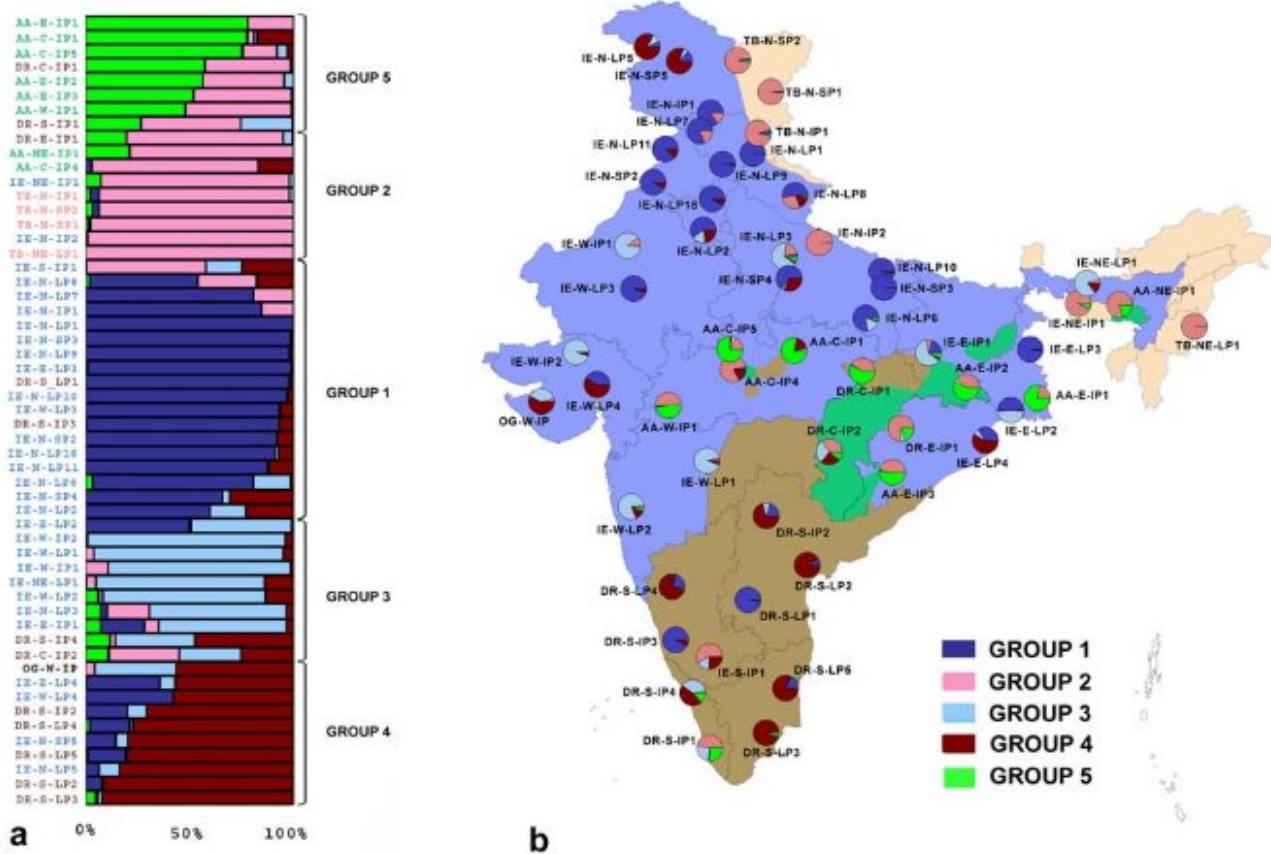 AA-E-IP1
AA-C-IP1
AA-C-IP5
DR-C-IP1
AA-E-IP2
AA-E-IP3
AA-W-IP1
DR-S-IP1
DR-E-IP1
AA-NE-IP1
AA-C-IP4
IE-NE-IP1
TB-N-IP1
TB-N-SP2
TB-N-SP1
IE-N-IP2
TB-NE-LP1
IE-S-IP1
IE-N-LP8
IE-N-LP7
IE-N-IP1
IE-N-LP1
IE-N-SP3
IE-N-LP9
IE-E-LP3
DR-S_LP1
IE-N-LP10
IE-W-LP3
DR-S-IP3
IE-N-SP2
IE-N-LP18
IE-N-LP11
IE-N-LP6
IE-N-SP4
IE-N-LP2
IE-E-LP2
IE-W-IP2
IE-W-LP1
IE-W-IP1
IE-NE-LP1
IE-W-LP2
IE-N-LP3
IE-E-IP1
DR-S-IP4
DR-C-IP2
OG-W-IP
IE-E-LP4
IE-W-LP4
DR-S-IP2
DR-S-LP4
IE-N-SP5
DR-S-LP5
IE-N-LP5
DR-S-LP2
DR-S-LP3
0% 50% 100%
GROUP 5
GROUP 2
GROUP 1
GROUP 3
GROUP 4
a
IE-N-LP5
IE-N-SP5
TB-N-SP2
TB-N-SP1
IE-N-IP1
IE-N-LP7
TB-N-IP1
IE-N-LP11
IE-N-LP1
IE-N-LP9
IE-N-SP2
IE-N-LP18
IE-N-LP8
IE-W-IP1
IE-N-LP2
IE-N-LP3
IE-N-IP2
IE-N-SP4
IE-N-LP10
IE-N-SP3
IE-W-LP3
IE-N-LP6
IE-NE-LP1
AA-NE-IP1
IE-NE-IP1
TB-NE-LP1
AA-C-IP5
AA-C-IP1
IE-E-IP1
IE-E-LP3
IE-W-IP2
AA-C-IP4
AA-E-IP2
DR-C-IP1
IE-W-LP4
OG-W-IP
AA-W-IP1
AA-E-IP1
IE-E-LP2
DR-C-IP2
DR-E-IP1
IE-E-LP4
IE-W-LP1
AA-E-IP3
IE-W-LP2
DR-S-IP2
DR-S-LP2
DR-S-LP4
DR-S-LP1
DR-S-IP3
IE-S-IP1
DR-S-LP5
DR-S-IP4
DR-S-IP1
DR-S-LP3
GROUP 1
GROUP 2
GROUP 3
GROUP 4
GROUP 5
b